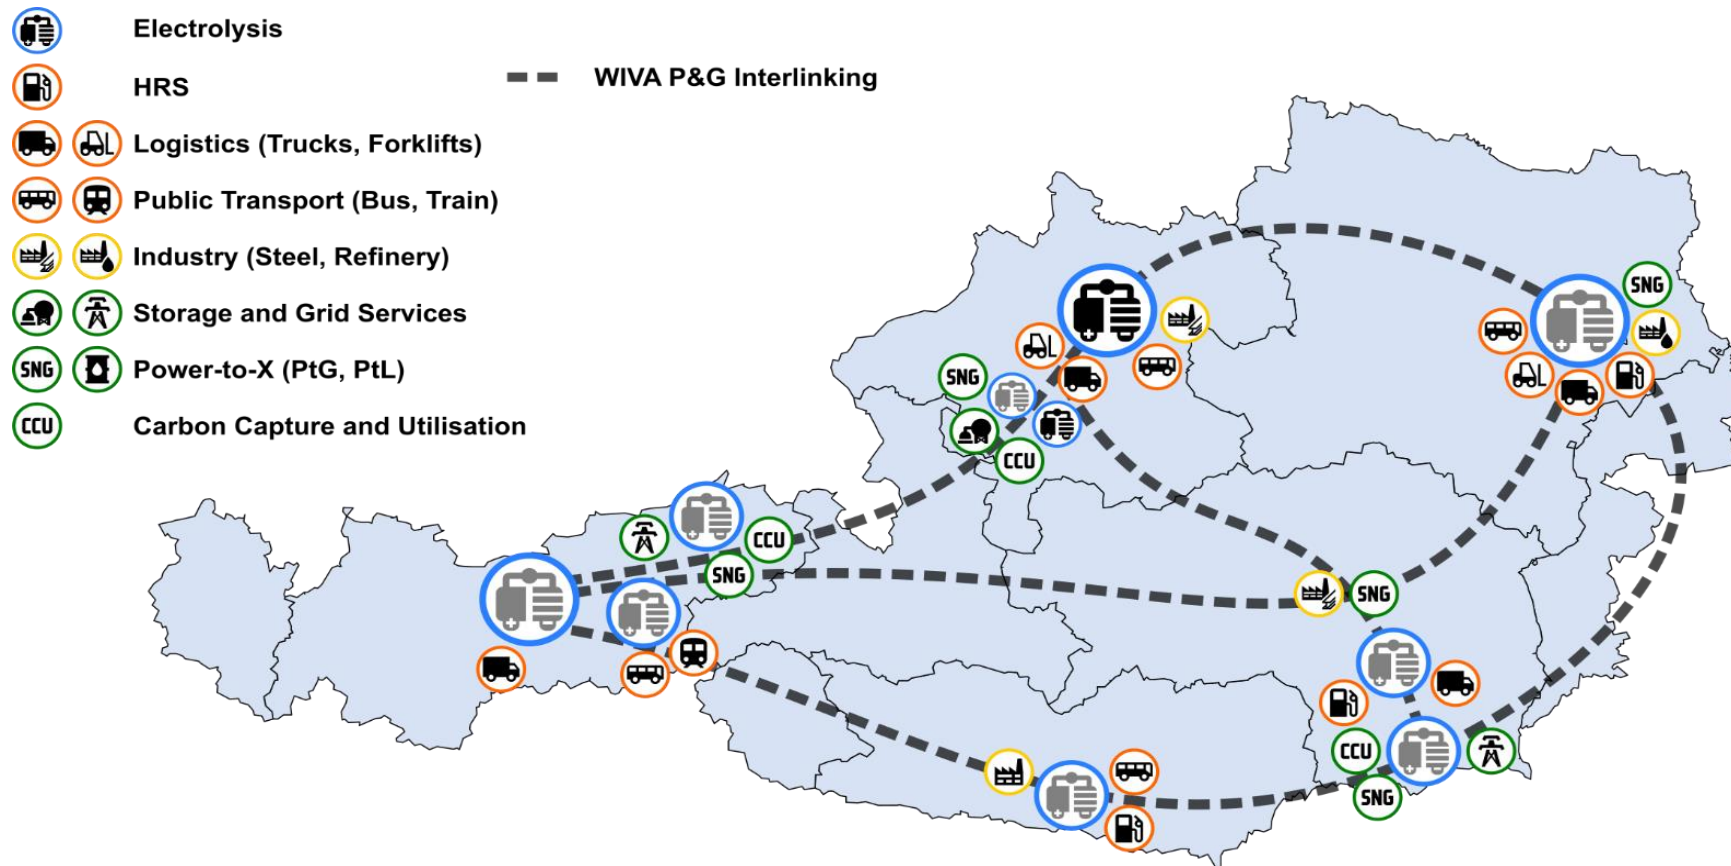 Electrolysis
HRS
WIVA P&G Interlinking
Logistics (Trucks, Forklifts)
Public Transport (Bus, Train)
Industry (Steel, Refinery)
Storage and Grid Services
SNG
Power-to-X (PtG, PtL)
CCU
Carbon Capture and Utilisation
SNG
SNG
CCU
CCU
SNG
SNG
CCU
SNG